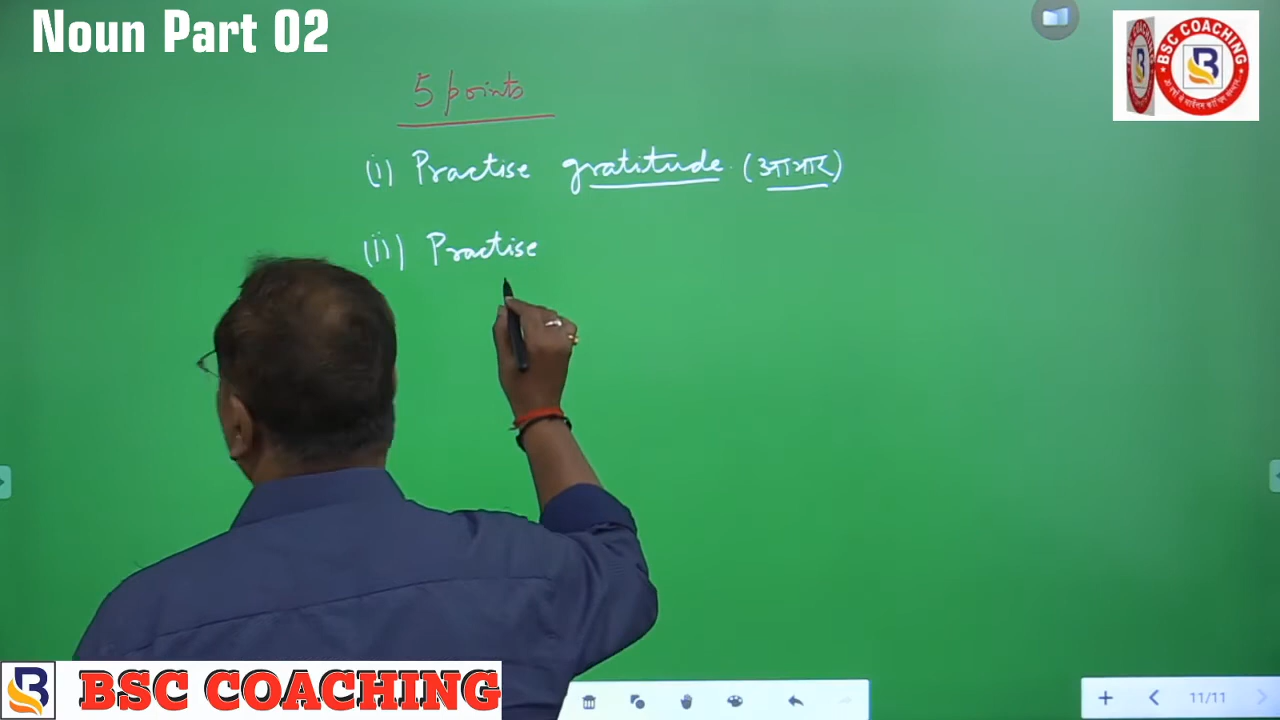 Noun Part 02
BSC COACHING
5 points
(i) Practise gratitude. (आभार)
(ii) Practise
BSC COACHING
11/11